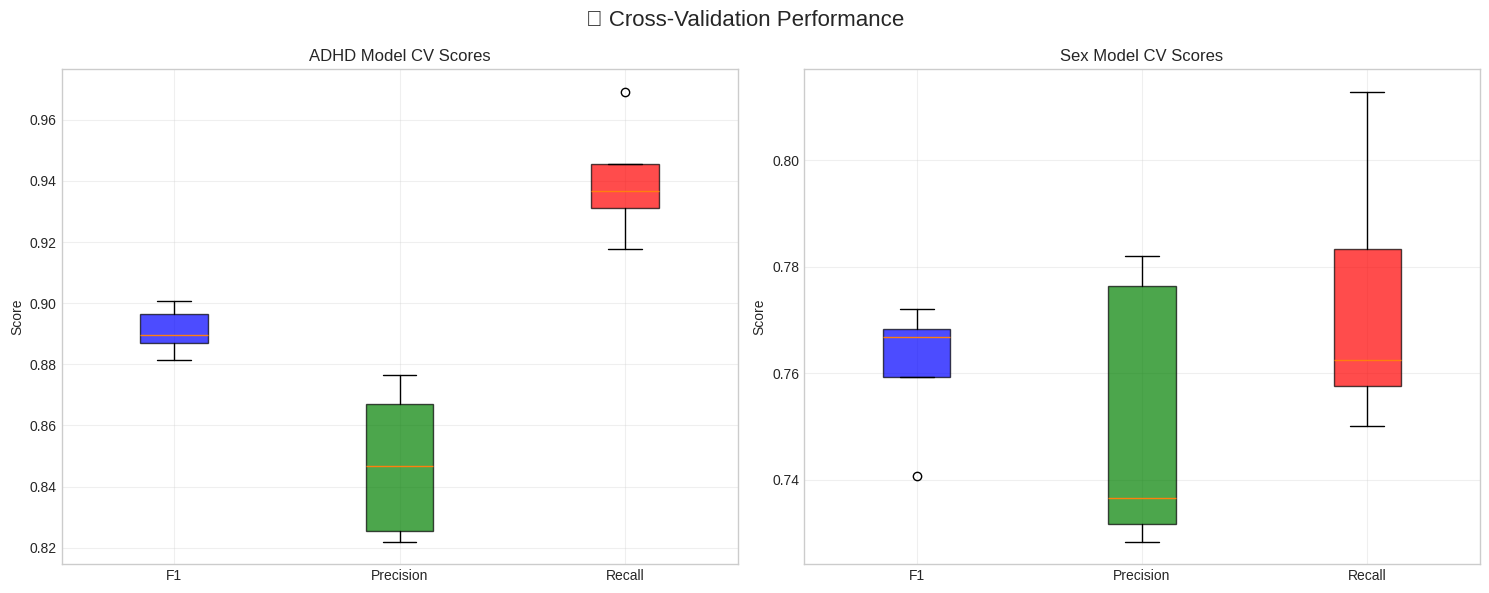 Cross-Validation Performance
ADHD Model CV Scores
Score
0.96
0.94
0.92
0.90
0.88
0.86
0.84
0.82
F1 Precision Recall
Sex Model CV Scores
Score
0.80
0.78
0.76
0.74
F1 Precision Recall